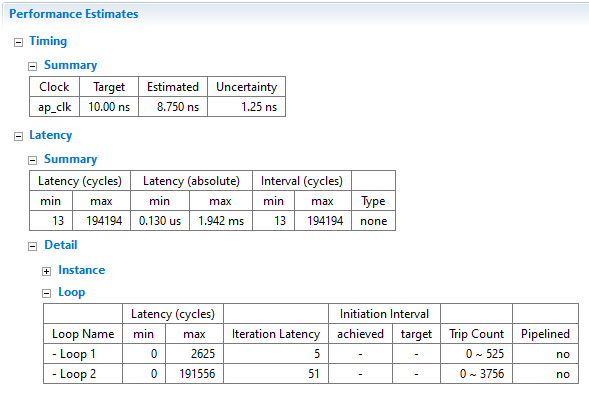 Performance Estimates
Timing
Summary
Clock Target Estimated Uncertainty
ap_clk 10.00 ns 8.750 ns 1.25 ns
Latency
Summary
Latency (cycles) Latency (absolute) Interval (cycles)
min max min max min max Type
13 194194 0.130 us 1.942 ms 13 194194 none
Detail
Instance
Loop
Latency (cycles) Initiation Interval
Loop Name min max Iteration Latency achieved target Trip Count Pipelined
- Loop 1 0 2625 5 - - 0 ~ 525 no
- Loop 2 0 191556 51 - - 0 ~ 3756 no